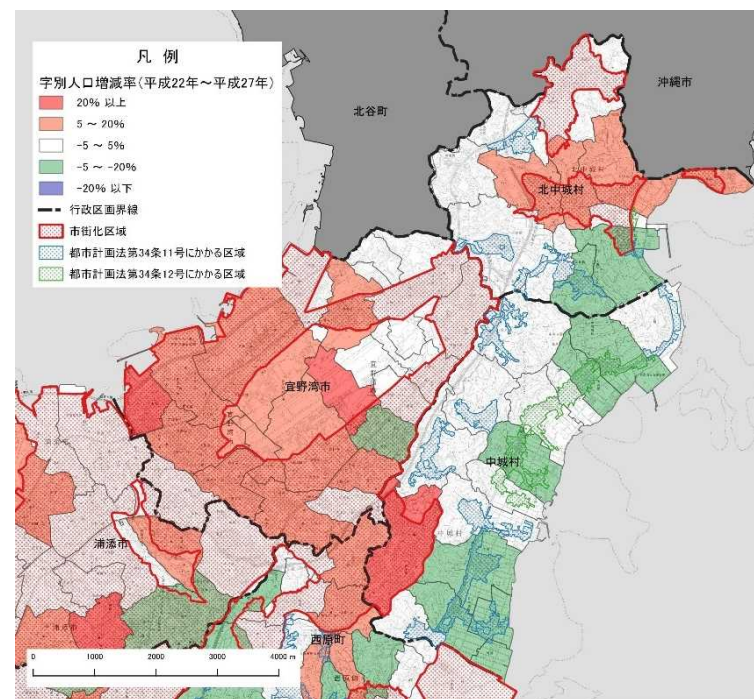 凡 例
字別人口増減率(平成22年～平成27年)
20% 以上
5 ～ 20%
-5 ～ 5%
-5 ～ -20%
-20% 以下
行政区画界線
市街化区域
都市計画法第34条11号にかかる区域
都市計画法第34条12号にかかる区域
北谷町
沖縄市
北中城村
宜野湾市
中城村
浦添市
西原町
0 1000 2000 3000 4000 m